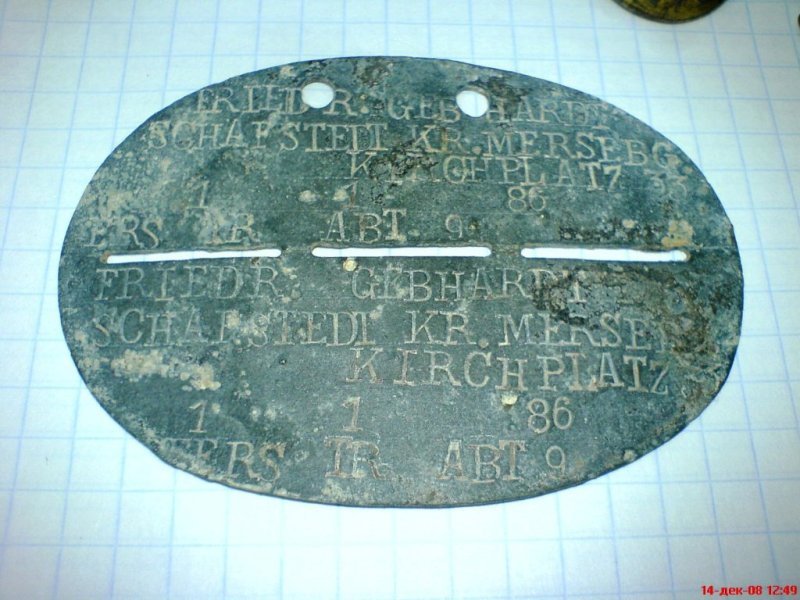 FRIEDR: GEBHARDT
SCHAFSTEDT KR. MERSEBG.
KIRCHPLATZ 33
1 1 86
ERS TR ABT 9
FRIEDR: GEBHARDT
SCHAFSTEDT KR. MERSEB
KIRCHPLATZ
1 1 86
ERS TR ABT 9
14-дек-08 12:49